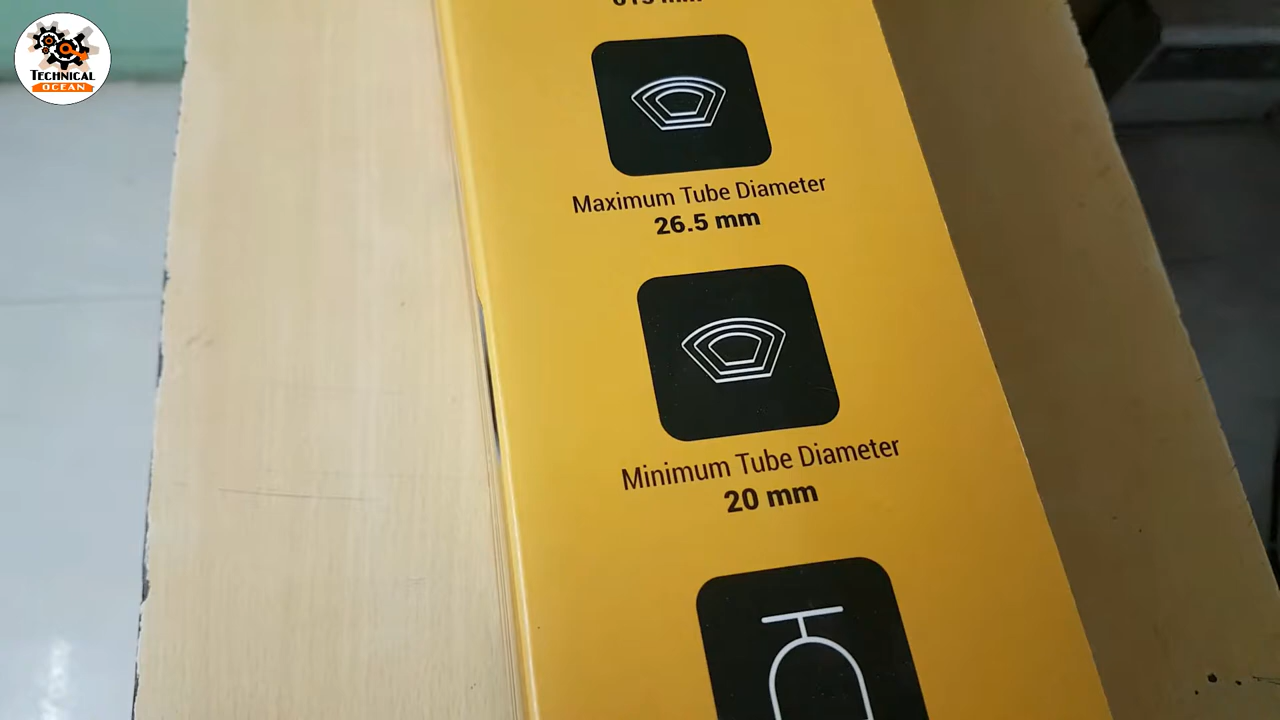 TECHNICAL
OCEAN
Maximum Tube Diameter
26.5 mm
Minimum Tube Diameter
20 mm